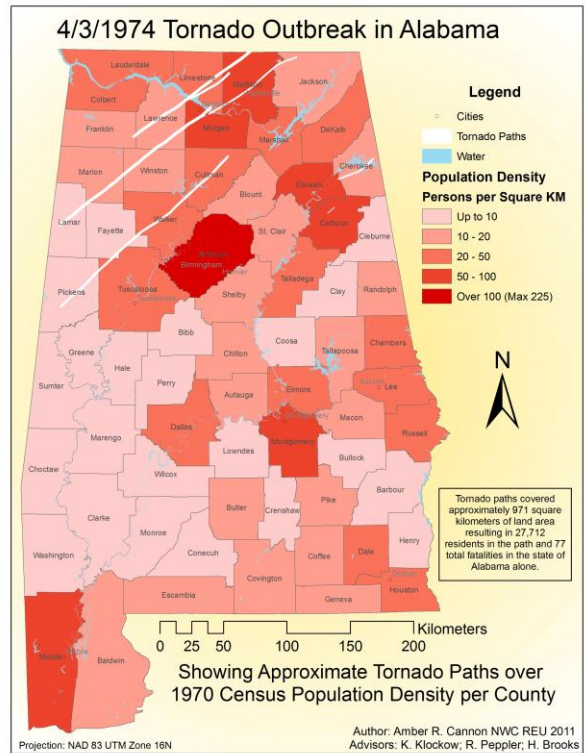 4/3/1974 Tornado Outbreak in Alabama
Lauderdale
Limestone
Madison
Jackson
Colbert
Lawrence
Morgan
Marshall
DeKalb
Franklin
Cherokee
Marion
Winston
Cullman
Etowah
Blount
Calhoun
Lamar
Fayette
Walker
St. Clair
Cleburne
Birmingham
Talladega
Pickens
Tuscaloosa
Shelby
Clay
Randolph
Bibb
Greene
Hale
Coosa
Tallapoosa
Chambers
Chilton
Perry
Sumter
Autauga
Elmore
Lee
Macon
Dallas
Marengo
Montgomery
Russell
Lowndes
Bullock
Choctaw
Wilcox
Barbour
Clarke
Butler
Crenshaw
Pike
Monroe
Washington
Conecuh
Coffee
Dale
Henry
Covington
Houston
Escambia
Geneva
Mobile
Baldwin
Legend
Cities
Tornado Paths
Water
Population Density
Persons per Square KM
Up to 10
10 - 20
20 - 50
50 - 100
Over 100 (Max 225)
N
Tornado paths covered
approximately 971 square
kilometers of land area
resulting in 27,712
residents in the path and 77
total fatalities in the state of
Alabama alone.
Kilometers
0 25 50 100 150 200
Showing Approximate Tornado Paths over
1970 Census Population Density per County
Author: Amber R. Cannon NWC REU 2011
Projection: NAD 83 UTM Zone 16N
Advisors: K. Klockow; R. Peppler; H. Brooks